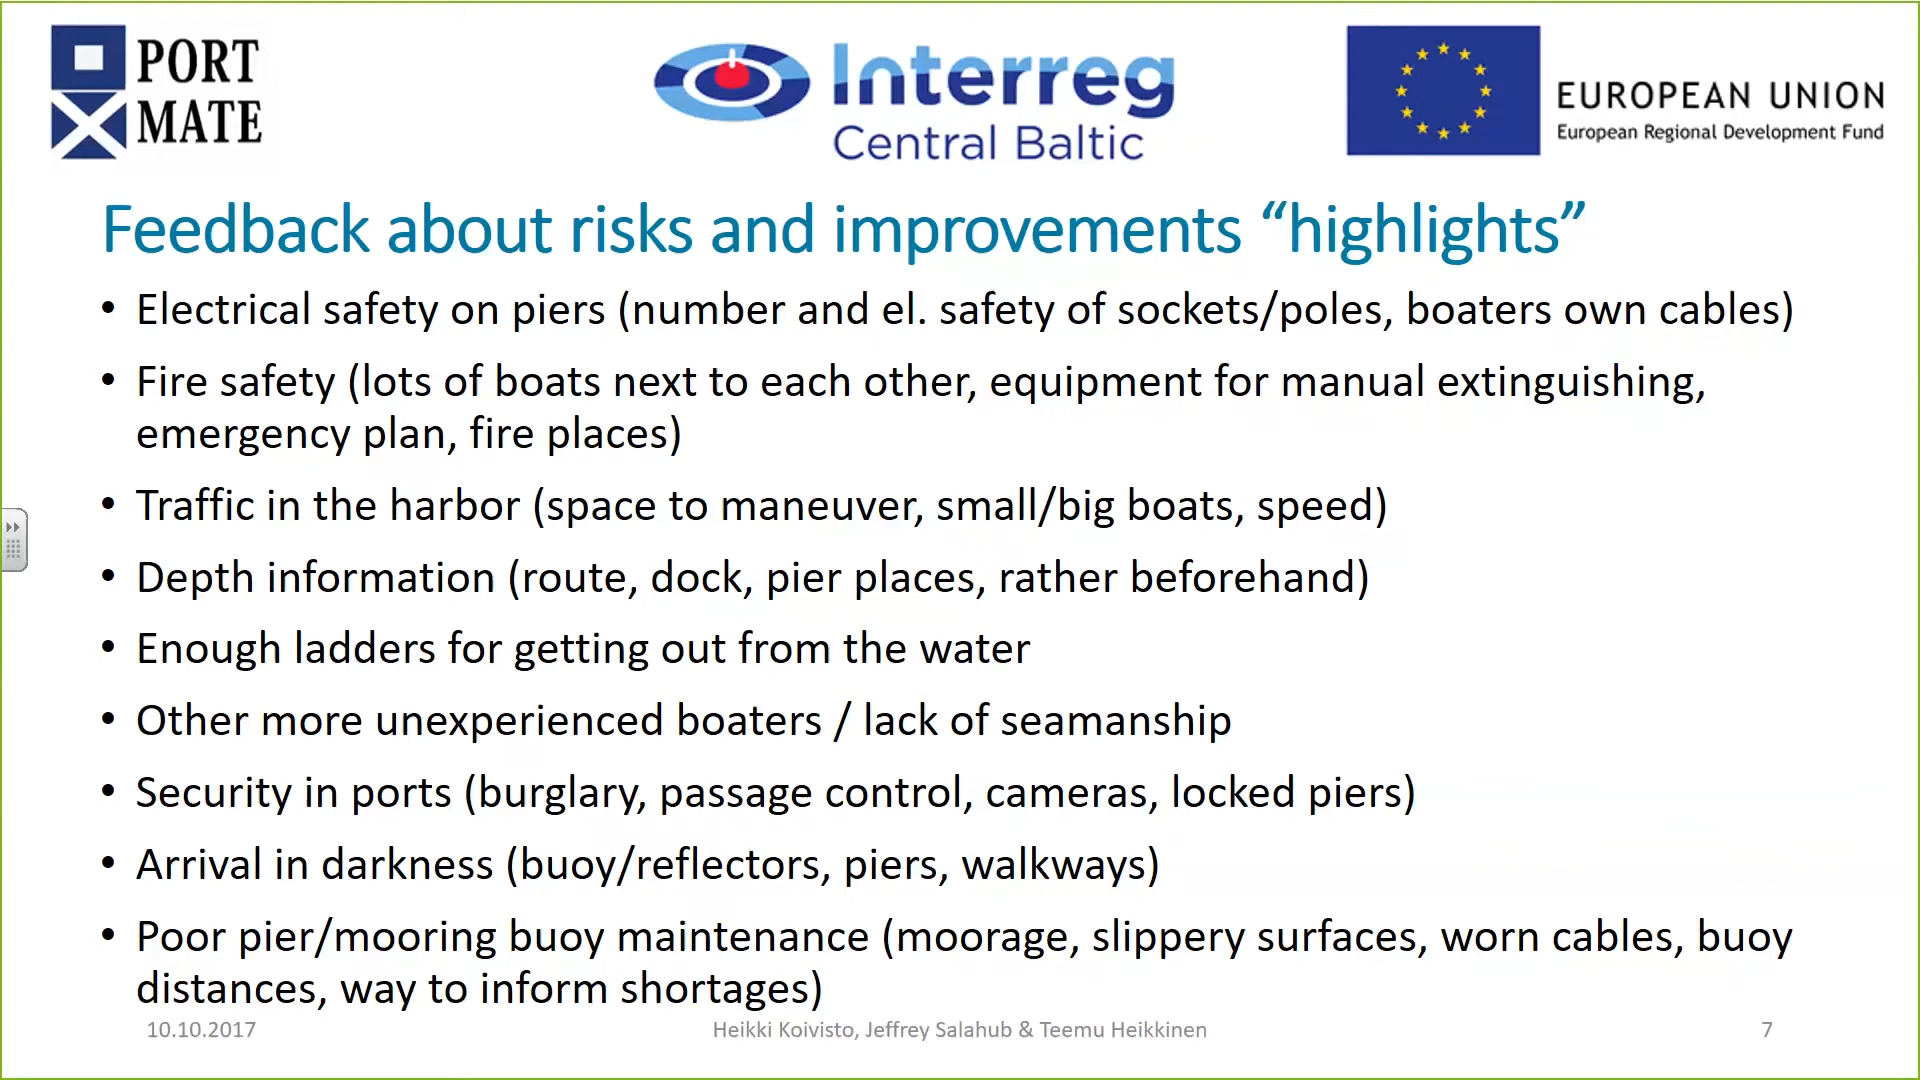 PORT
MATE
Interreg
Central Baltic
EUROPEAN UNION
European Regional Development Fund
Feedback about risks and improvements “highlights”
• Electrical safety on piers (number and el. safety of sockets/poles, boaters own cables)
• Fire safety (lots of boats next to each other, equipment for manual extinguishing,
emergency plan, fire places)
• Traffic in the harbor (space to maneuver, small/big boats, speed)
• Depth information (route, dock, pier places, rather beforehand)
• Enough ladders for getting out from the water
• Other more unexperienced boaters / lack of seamanship
• Security in ports (burglary, passage control, cameras, locked piers)
• Arrival in darkness (buoy/reflectors, piers, walkways)
• Poor pier/mooring buoy maintenance (moorage, slippery surfaces, worn cables, buoy
distances, way to inform shortages)
10.10.2017
Heikki Koivisto, Jeffrey Salahub & Teemu Heikkinen
7